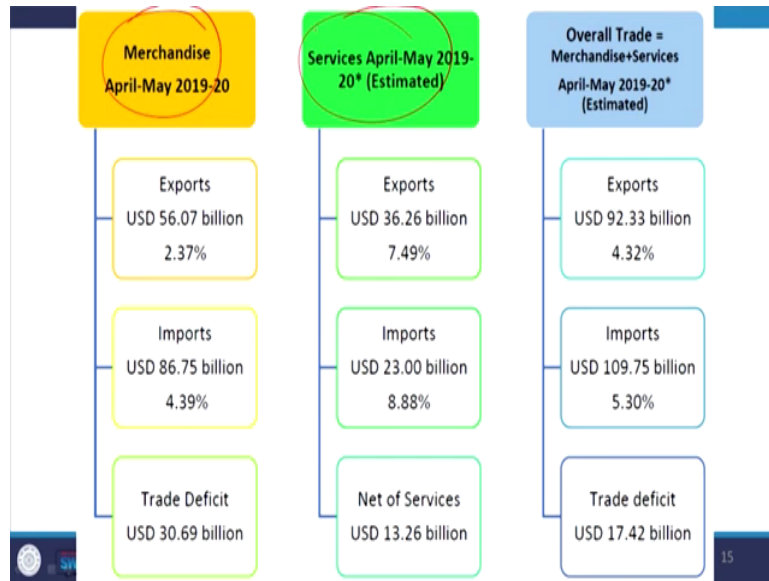 Merchandise
April-May 2019-20
Exports
USD 56.07 billion
2.37%
Imports
USD 86.75 billion
4.39%
Trade Deficit
USD 30.69 billion
Services April-May 2019-
20* (Estimated)
Exports
USD 36.26 billion
7.49%
Imports
USD 23.00 billion
8.88%
Net of Services
USD 13.26 billion
Overall Trade =
Merchandise+Services
April-May 2019-20*
(Estimated)
Exports
USD 92.33 billion
4.32%
Imports
USD 109.75 billion
5.30%
Trade deficit
USD 17.42 billion
15